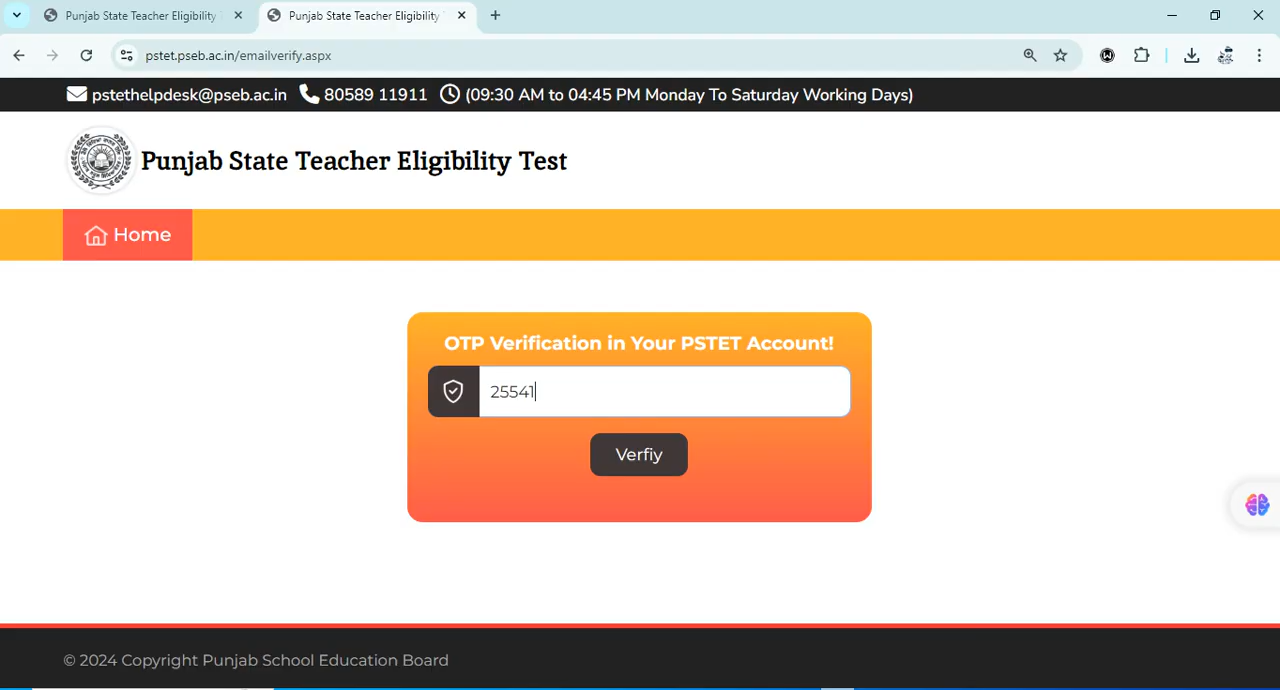 Punjab State Teacher Eligibility
Punjab State Teacher Eligibility
pstet.pseb.ac.in/emailverify.aspx
pstethelpdesk@pseb.ac.in 80589 11911 (09:30 AM to 04:45 PM Monday To Saturday Working Days)
Punjab State Teacher Eligibility Test
Home
OTP Verification in Your PSTET Account!
25541
Verfiy
© 2024 Copyright Punjab School Education Board